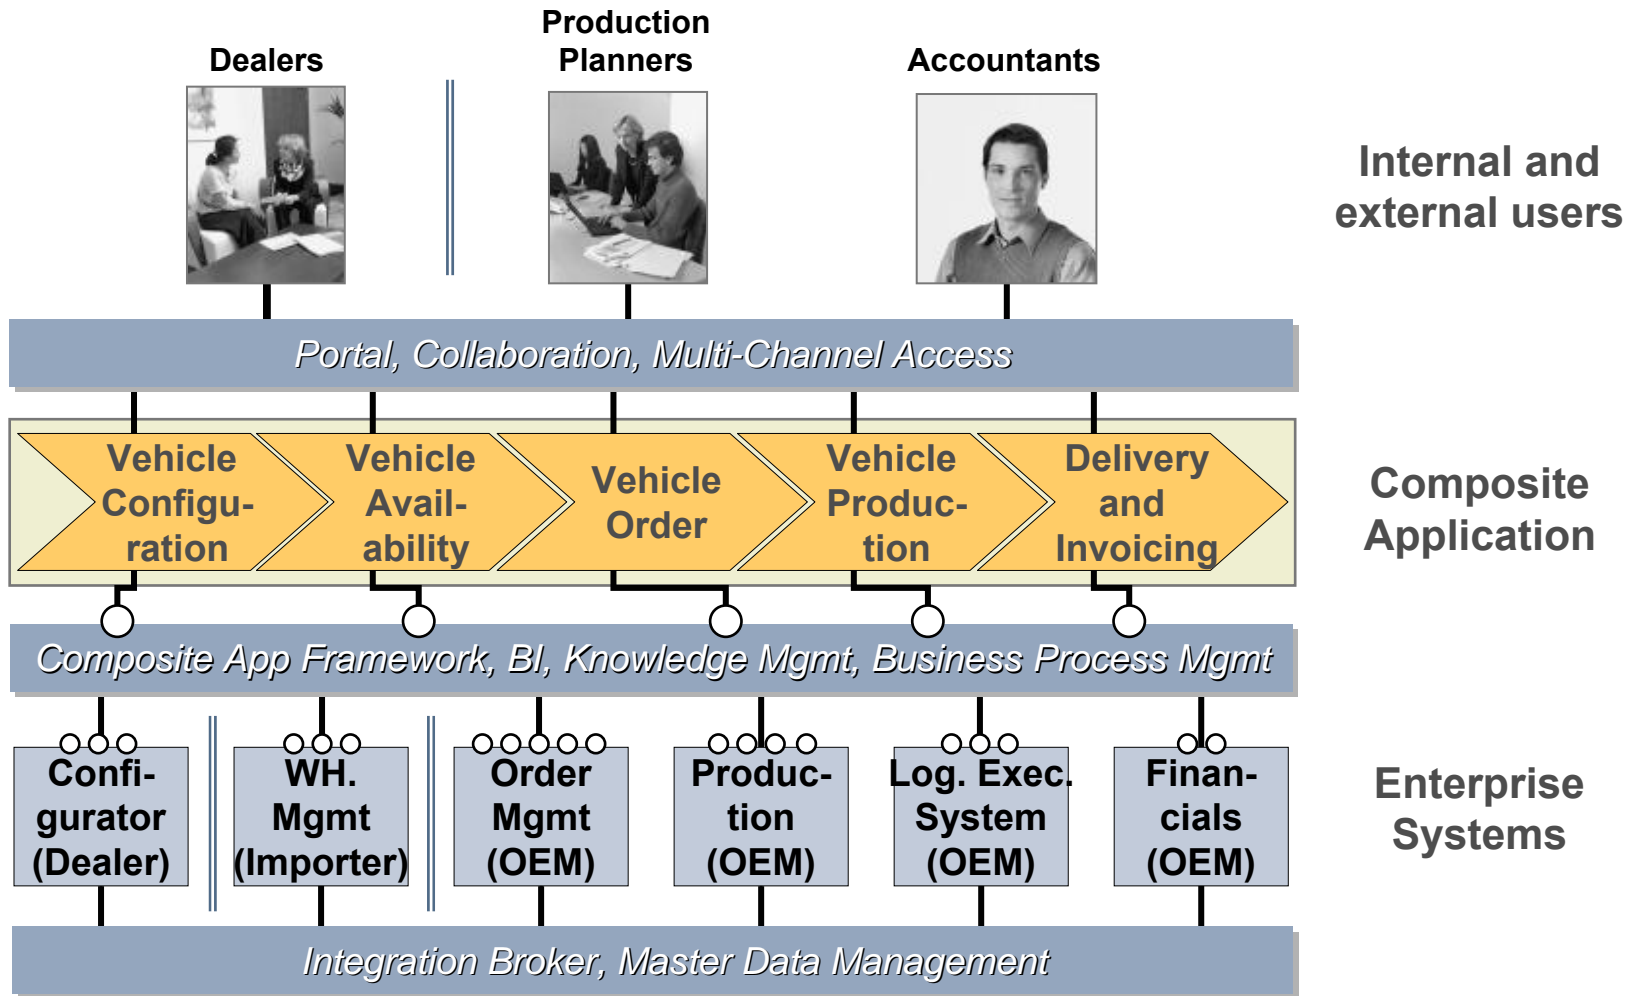 Production
Dealers
Planners
Accountants
Internal and
external users
Portal, Collaboration, Multi-Channel Access
Vehicle
Configu-
ration
Vehicle
Avail-
ability
Vehicle
Order
Vehicle
Produc-
tion
Delivery
and
Invoicing
Composite
Application
Composite App Framework, BI, Knowledge Mgmt, Business Process Mgmt
Confi-
gurator
(Dealer)
WH.
Mgmt
(Importer)
Order
Mgmt
(OEM)
Produc-
tion
(OEM)
Log. Exec.
System
(OEM)
Finan-
cials
(OEM)
Enterprise
Systems
Integration Broker, Master Data Management